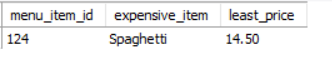 menu_item_id expensive_item least_price
124 Spaghetti 14.50